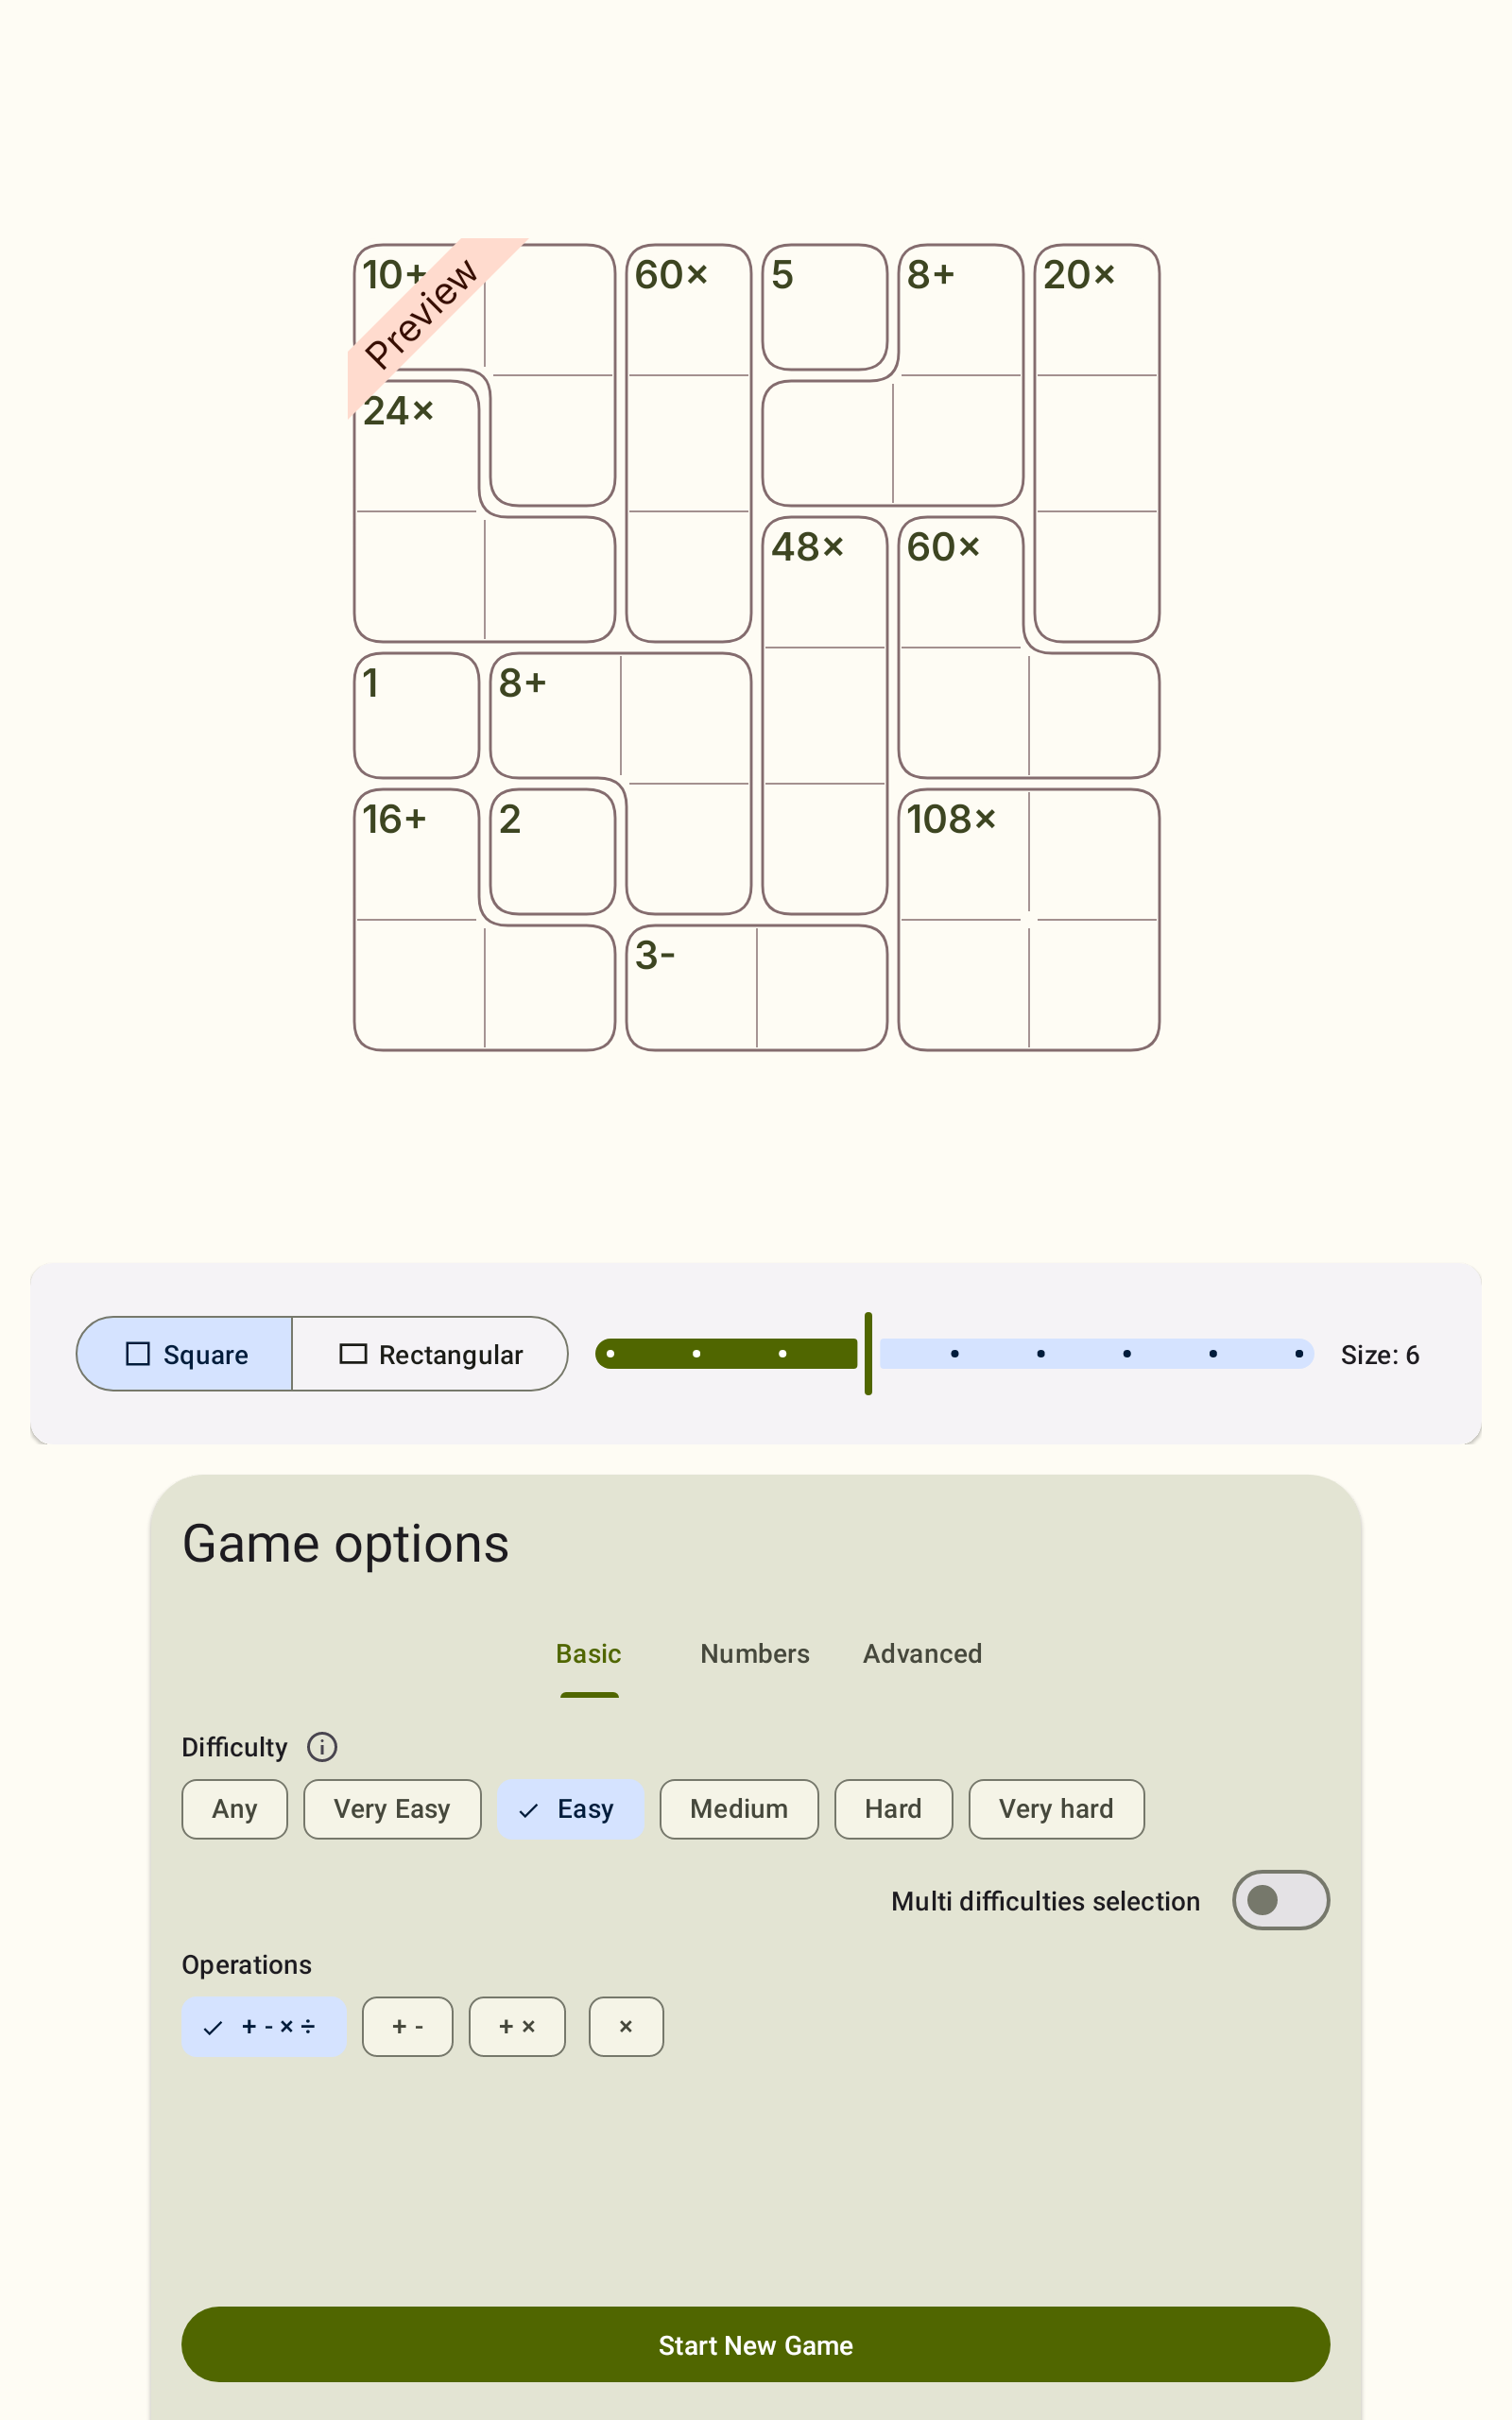 10+ 60× 5 8+ 20×
Preview
24×
48× 60×
1 8+
16+ 2 108×
3-
Square Rectangular Size: 6
Game options
Basic Numbers Advanced
Difficulty
Any Very Easy Easy Medium Hard Very hard
Multi difficulties selection
Operations
+ - × ÷ + - + × ×
Start New Game